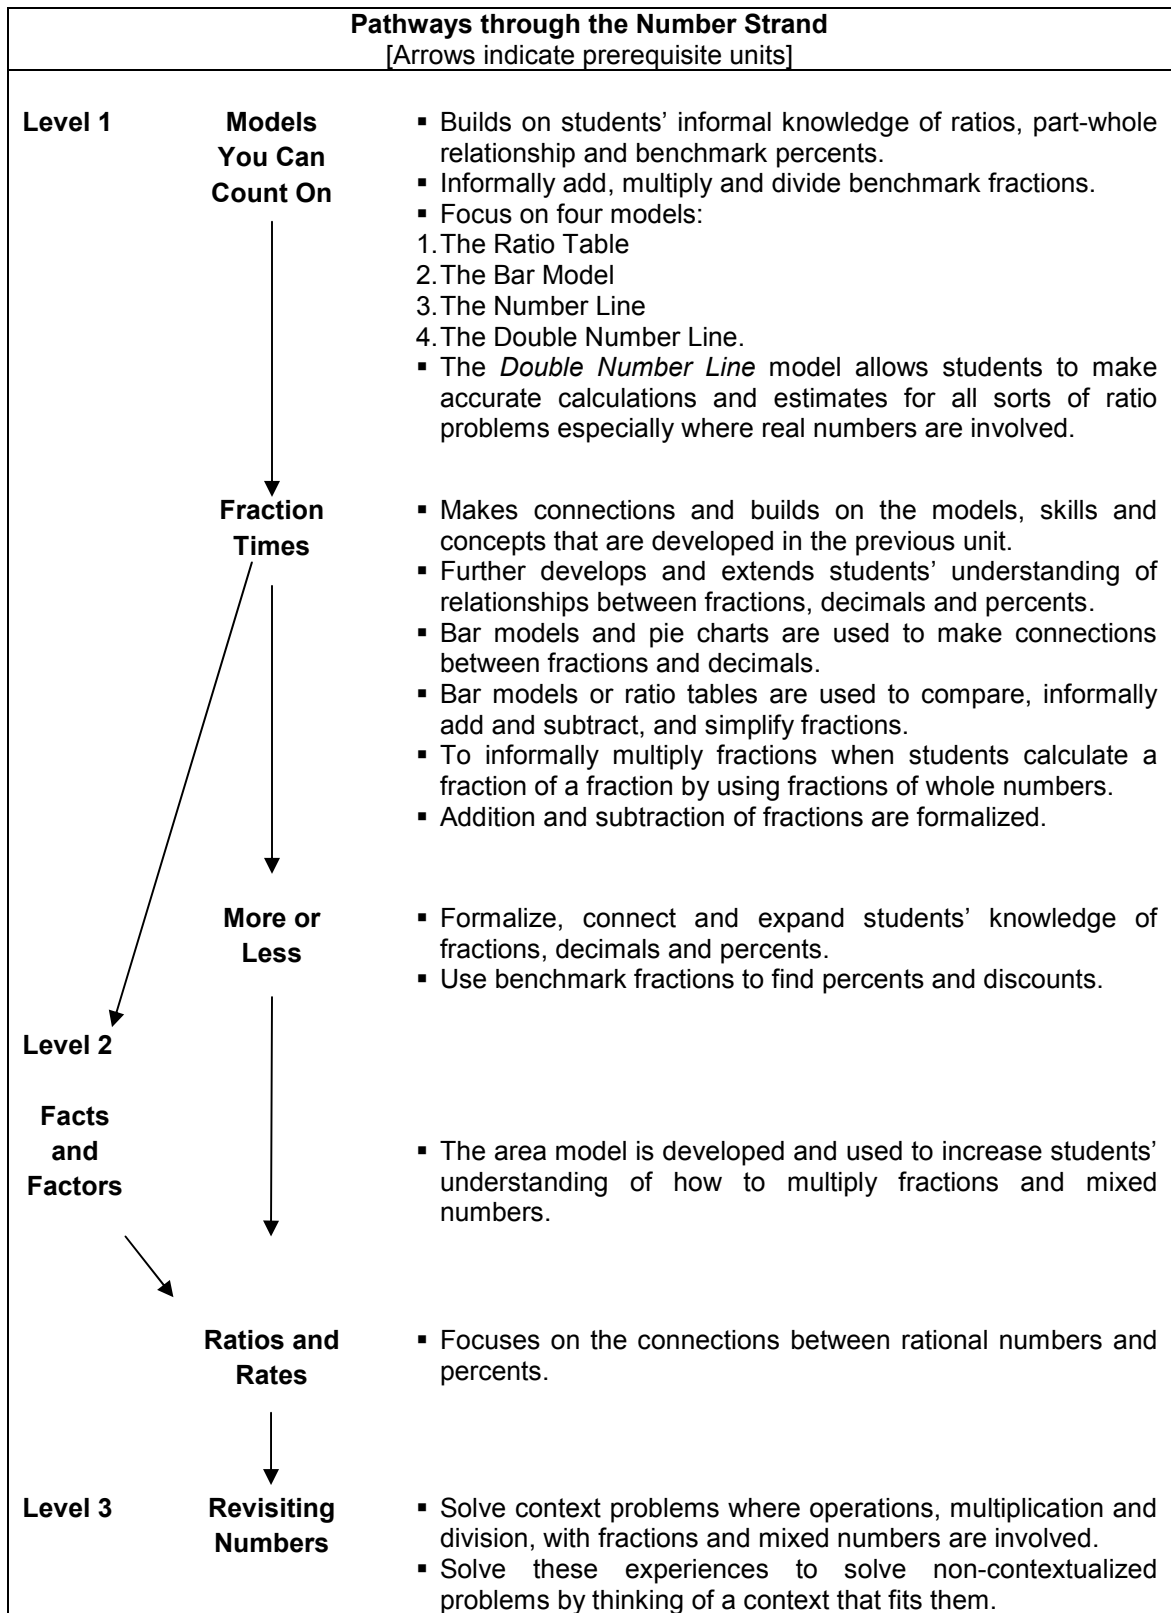 Pathways through the Number Strand
[Arrows indicate prerequisite units]
Level 1
Models
You Can
Count On
▪ Builds on students’ informal knowledge of ratios, part-whole
relationship and benchmark percents.
▪ Informally add, multiply and divide benchmark fractions.
▪ Focus on four models:
1.The Ratio Table
2.The Bar Model
3.The Number Line
4.The Double Number Line.
▪ The Double Number Line model allows students to make
accurate calculations and estimates for all sorts of ratio
problems especially where real numbers are involved.
Fraction
Times
▪ Makes connections and builds on the models, skills and
concepts that are developed in the previous unit.
▪ Further develops and extends students’ understanding of
relationships between fractions, decimals and percents.
▪ Bar models and pie charts are used to make connections
between fractions and decimals.
▪ Bar models or ratio tables are used to compare, informally
add and subtract, and simplify fractions.
▪ To informally multiply fractions when students calculate a
fraction of a fraction by using fractions of whole numbers.
▪ Addition and subtraction of fractions are formalized.
More or
Less
▪ Formalize, connect and expand students’ knowledge of
fractions, decimals and percents.
▪ Use benchmark fractions to find percents and discounts.
Level 2
Facts
and
Factors
▪ The area model is developed and used to increase students’
understanding of how to multiply fractions and mixed
numbers.
Ratios and
Rates
▪ Focuses on the connections between rational numbers and
percents.
Level 3
Revisiting
Numbers
▪ Solve context problems where operations, multiplication and
division, with fractions and mixed numbers are involved.
▪ Solve these experiences to solve non-contextualized
problems by thinking of a context that fits them.